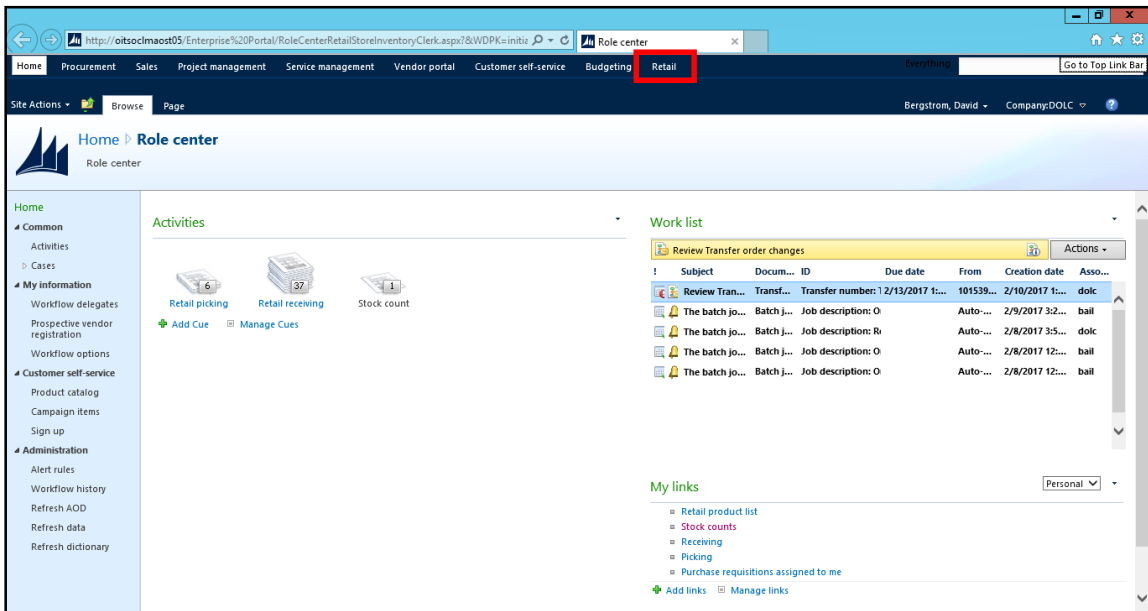 http://oitsoclmaost05/Enterprise%20Portal/RoleCenterRetailStoreInventoryClerk.aspx?&WDPK=initia
Role center
Home Procurement Sales Project management Service management Vendor portal Customer self-service Budgeting Retail Everything Go to Top Link Bar
Site Actions Browse Page Bergstrom, David Company:DOLC
Home Role center
Role center
Home
Common
Activities
Cases
My information
Workflow delegates
Prospective vendor
registration
Workflow options
Customer self-service
Product catalog
Campaign items
Sign up
Administration
Alert rules
Workflow history
Refresh AOD
Refresh data
Refresh dictionary
Activities
6 37 1
Retail picking Retail receiving Stock count
Add Cue Manage Cues
Work list
Review Transfer order changes Actions
! Subject Docum... ID Due date From Creation date Asso...
Review Tran... Transf... Transfer number: 1 2/13/2017 1:... 101539... 2/10/2017 1:... dolc
The batch jo... Batch j... Job description: O Auto-... 2/9/2017 3:2... bail
The batch jo... Batch j... Job description: Re Auto-... 2/8/2017 3:5... dolc
The batch jo... Batch j... Job description: O Auto-... 2/8/2017 12:... bail
The batch jo... Batch j... Job description: O Auto-... 2/8/2017 12:... bail
My links Personal
Retail product list
Stock counts
Receiving
Picking
Purchase requisitions assigned to me
Add links Manage links